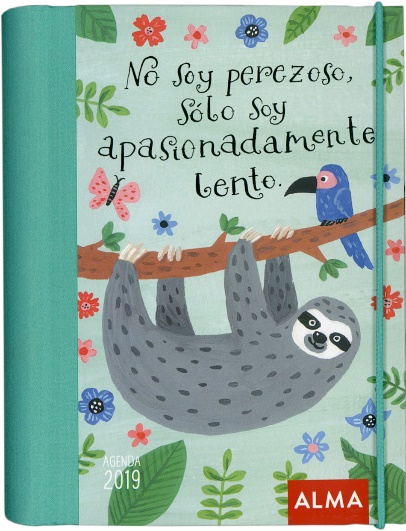 No soy perezoso,
sólo soy
apasionadamente
lento.
AGENDA
2019
ALMA